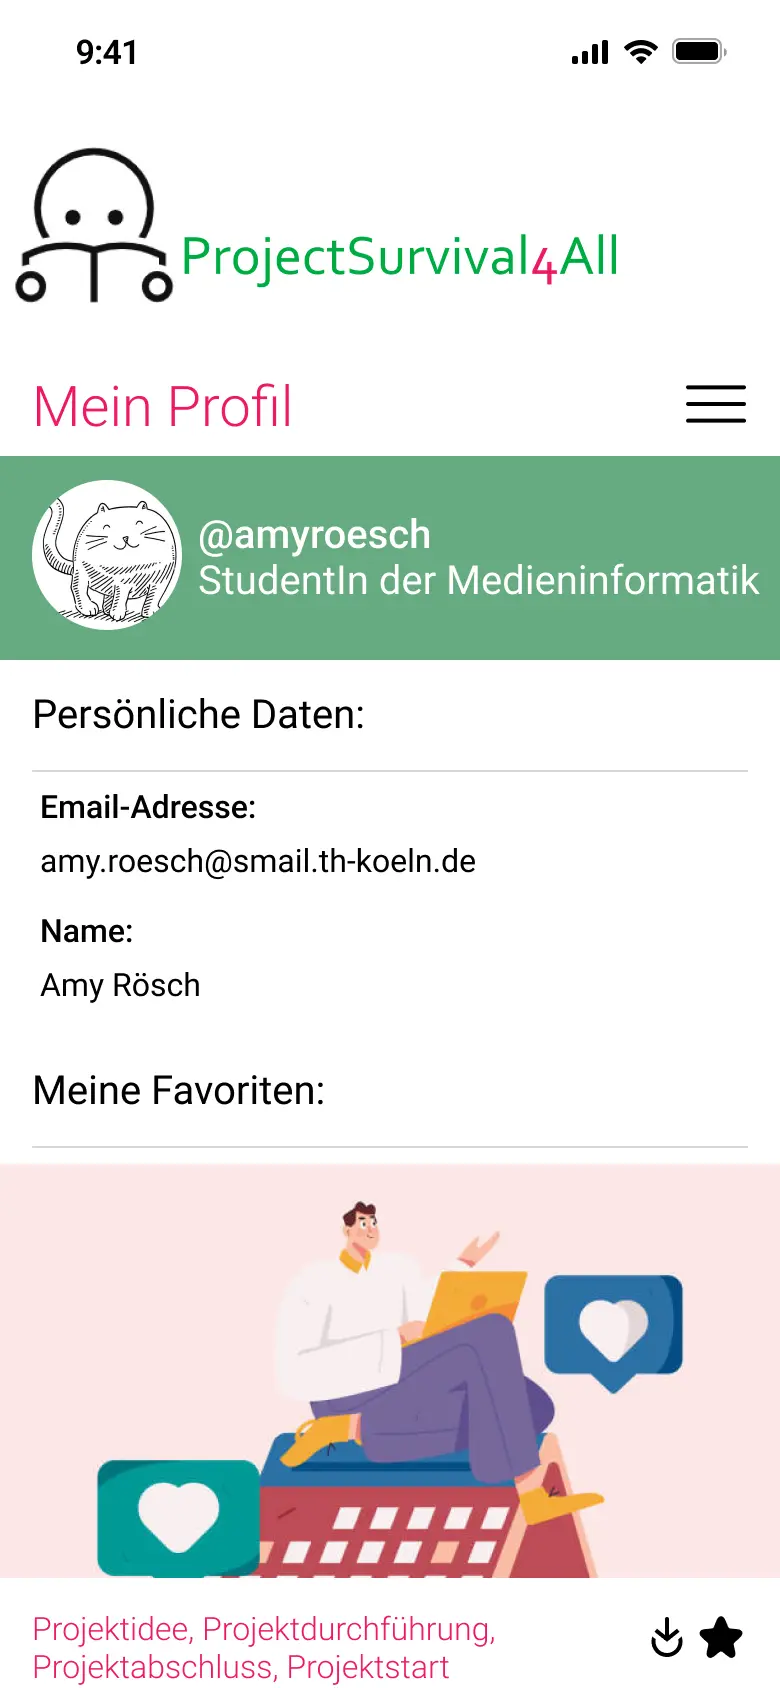 9:41
ProjectSurvival4All
Mein Profil
@amyroesch
StudentIn der Medieninformatik
Persönliche Daten:
Email-Adresse:
amy.roesch@smail.th-koeln.de
Name:
Amy Rösch
Meine Favoriten:
Projektidee, Projektdurchführung,
Projektabschluss, Projektstart